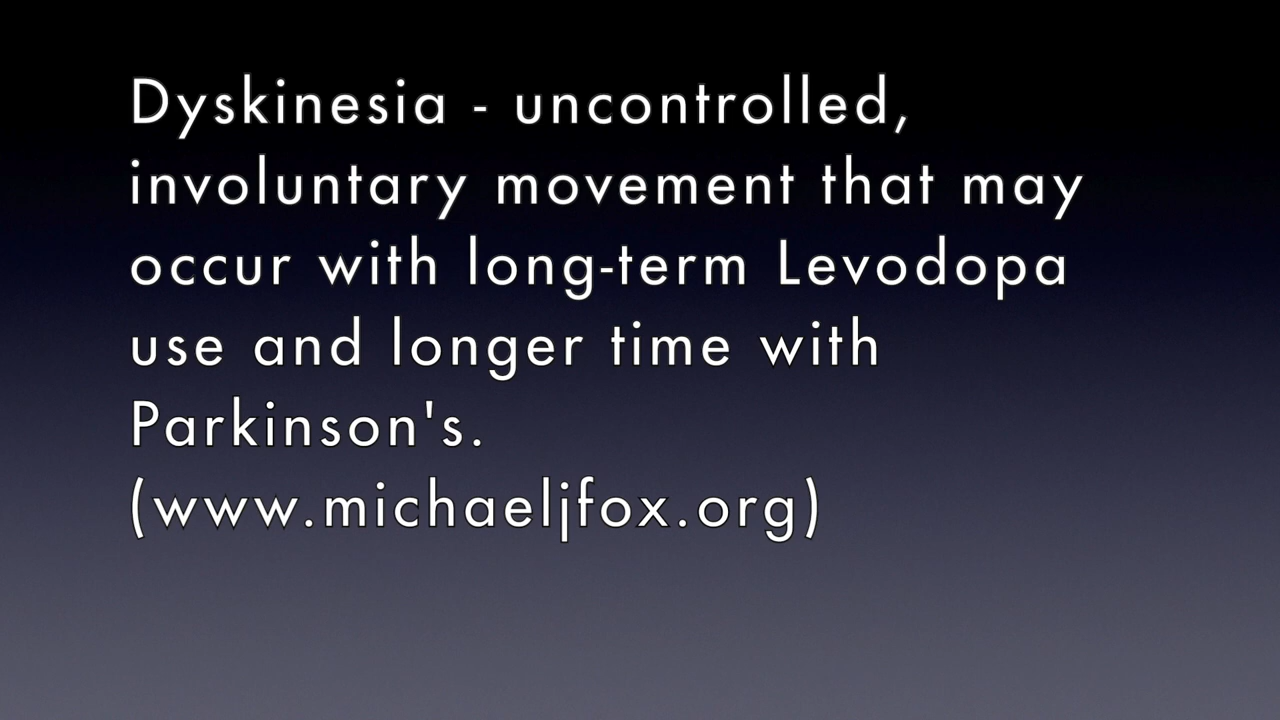 Dyskinesia - uncontrolled,
involuntary movement that may
occur with long-term Levodopa
use and longer time with
Parkinson's.
(www.michaeljfox.org)